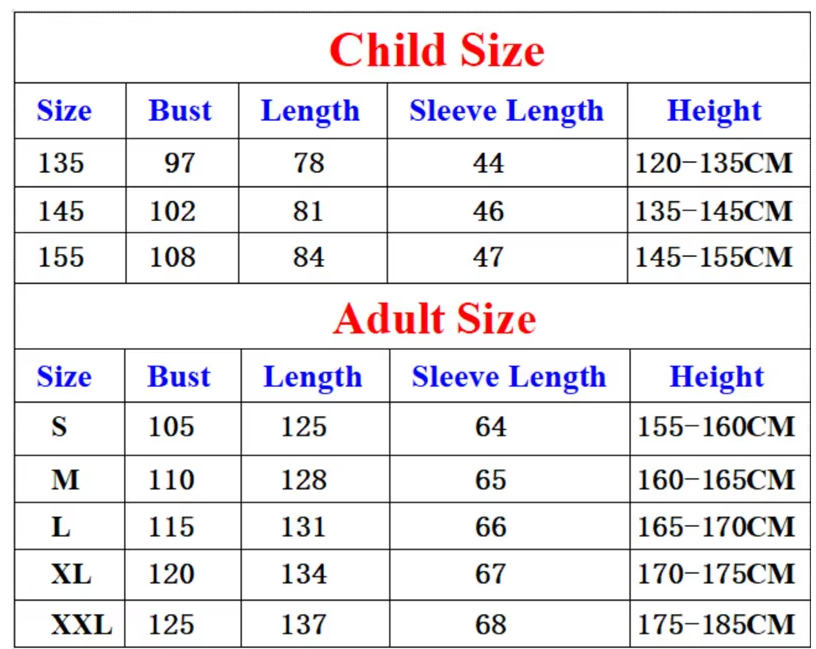 Child Size
Size Bust Length Sleeve Length Height
135 97 78 44 120-135CM
145 102 81 46 135-145CM
155 108 84 47 145-155CM
Adult Size
Size Bust Length Sleeve Length Height
S 105 125 64 155-160CM
M 110 128 65 160-165CM
L 115 131 66 165-170CM
XL 120 134 67 170-175CM
XXL 125 137 68 175-185CM